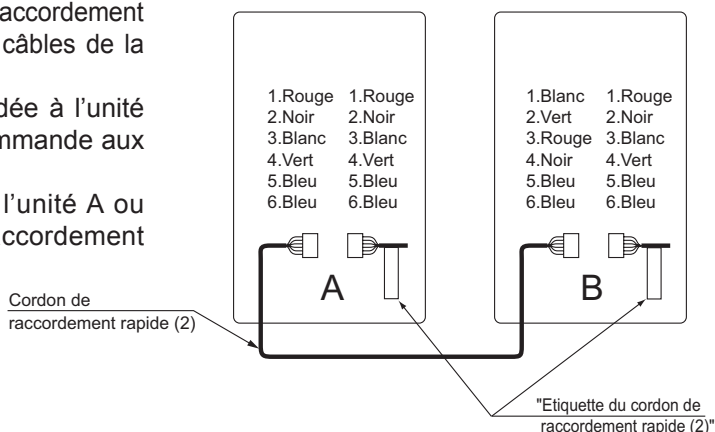 accordement
câbles de la
dée à l’unité
mmande aux
l’unité A ou
ccordement
1.Rouge 1.Rouge
2.Noir 2.Noir
3.Blanc 3.Blanc
4.Vert 4.Vert
5.Bleu 5.Bleu
6.Bleu 6.Bleu
A
1.Blanc 1.Rouge
2.Vert 2.Noir
3.Rouge 3.Blanc
4.Noir 4.Vert
5.Bleu 5.Bleu
6.Bleu 6.Bleu
B
Cordon de
raccordement rapide (2)
"Etiquette du cordon de
raccordement rapide (2)"